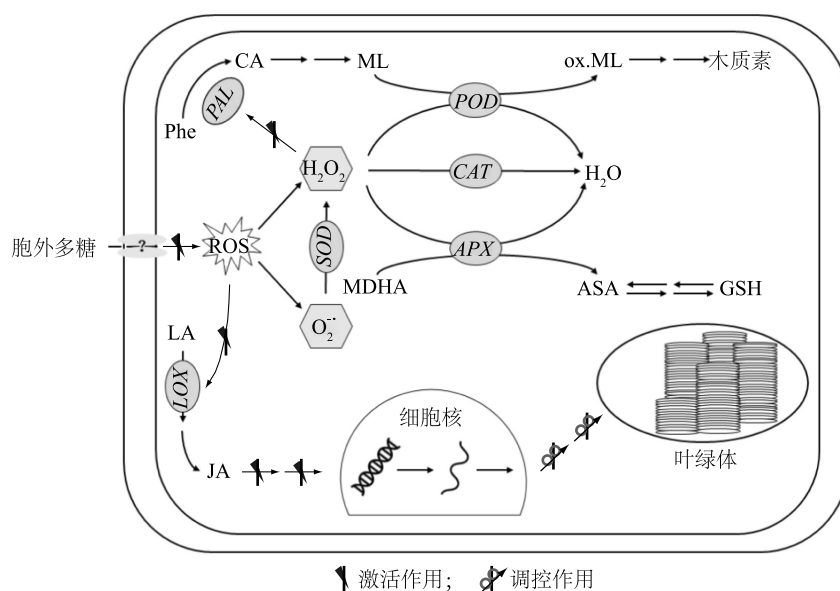 CA
ML
ox.ML
木质素
PAL
POD
Phe
H₂O₂
CAT
H₂O
胞外多糖
?
ROS
SOD
APX
MDHA
ASA
GSH
O₂⁻·
LA
LOX
细胞核
JA
叶绿体
激活作用;
调控作用